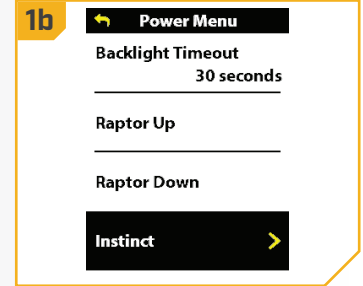 1b
Power Menu
Backlight Timeout
30 seconds
Raptor Up
Raptor Down
Instinct